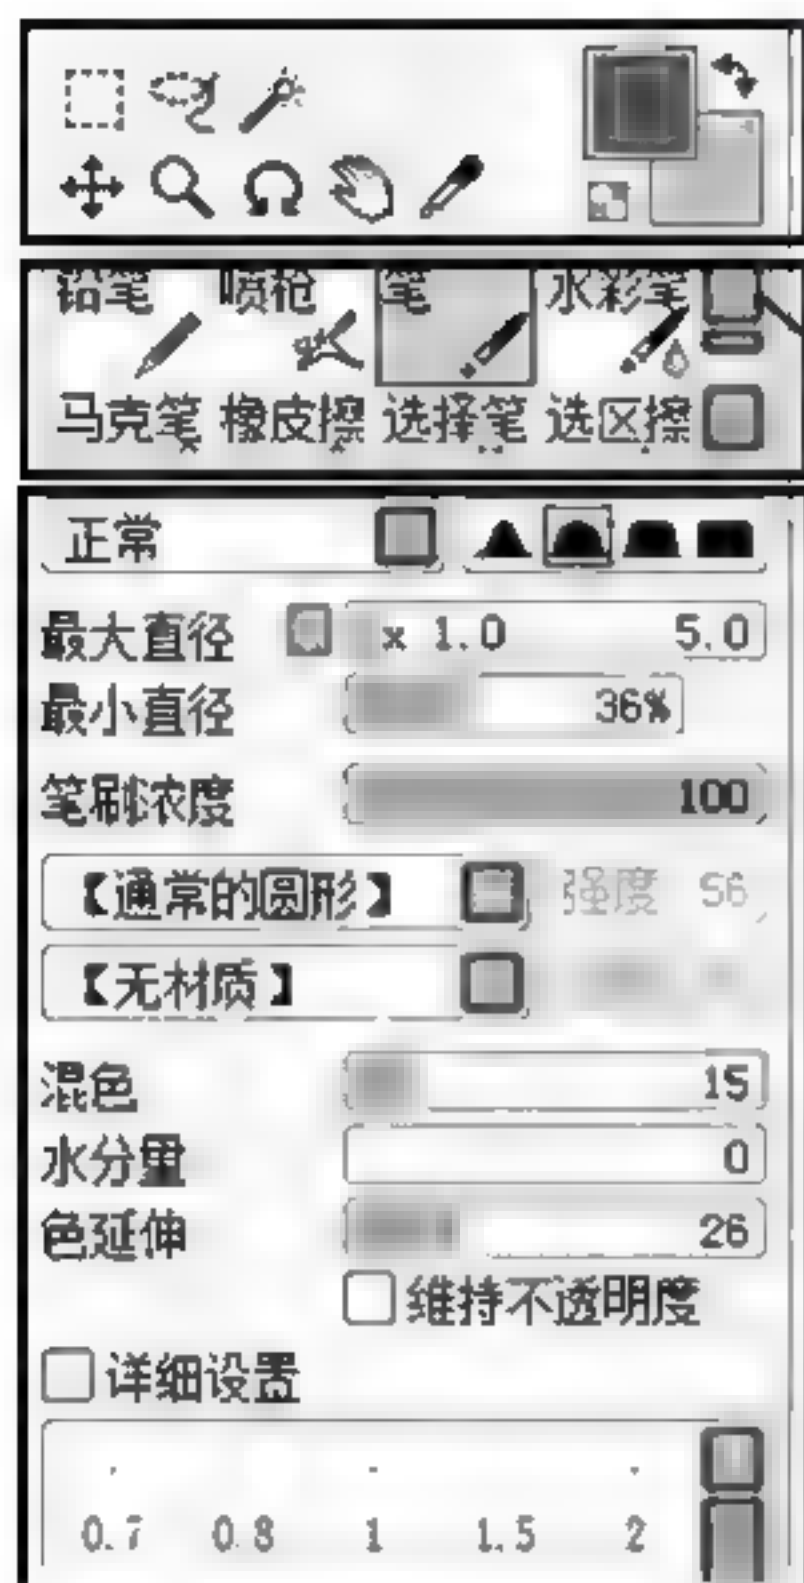 铅笔 喷枪 笔 水彩笔
马克笔 橡皮擦 选择笔 选区擦
正常
最大直径 x 1.0 5.0
最小直径 36%
笔刷浓度 100
【通常的圆形】 强度 56
【无材质】
混色 15
水分量 0
色延伸 26
维持不透明度
详细设置
0.7 0.8 1 1.5 2